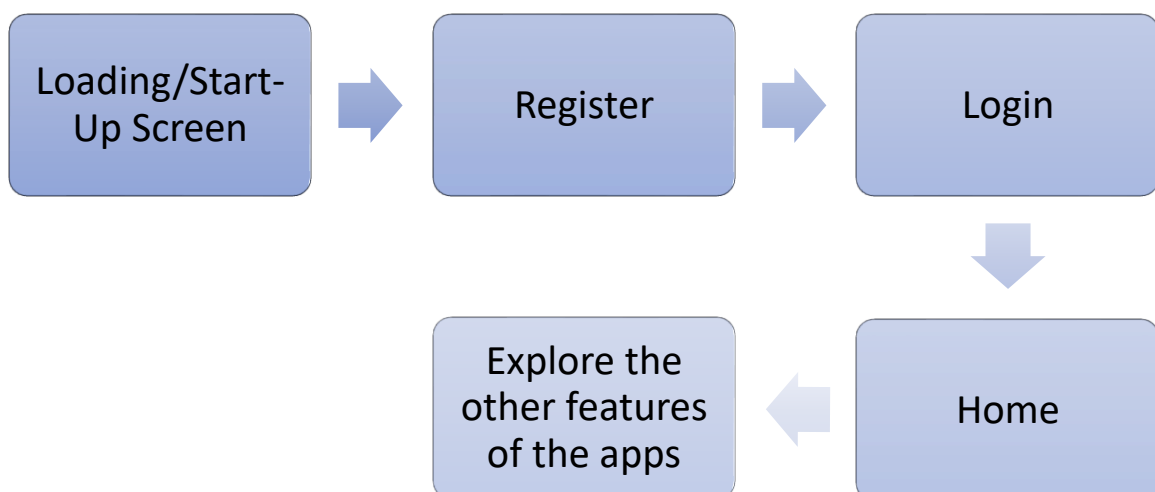 Loading/Start-
Up Screen
Register
Login
Home
Explore the
other features
of the apps